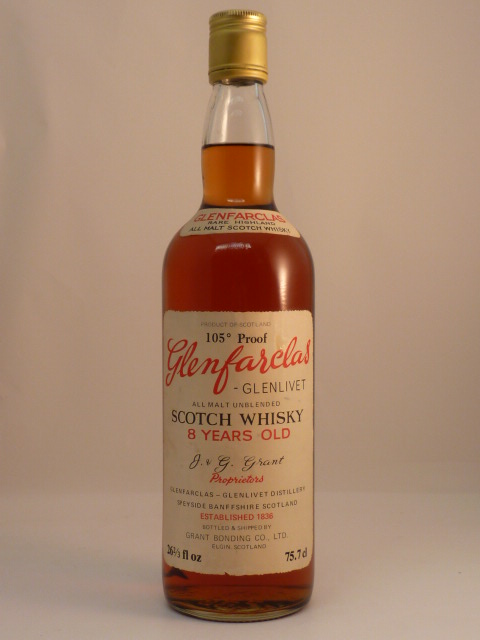 GLENFARCLAS
RARE HIGHLAND
ALL MALT SCOTCH WHISKY
PRODUCT OF SCOTLAND
105° Proof
Glenfarclas
-GLENLIVET
ALL MALT UNBLENDED
SCOTCH WHISKY
8 YEARS OLD
J. & G. Grant
Proprietors
GLENFARCLAS - GLENLIVET DISTILLERY
SPEYSIDE BANFFSHIRE SCOTLAND
ESTABLISHED 1836
BOTTLED & SHIPPED BY
GRANT BONDING CO., LTD.
ELGIN, SCOTLAND
26⅔ fl oz 75.7 cl